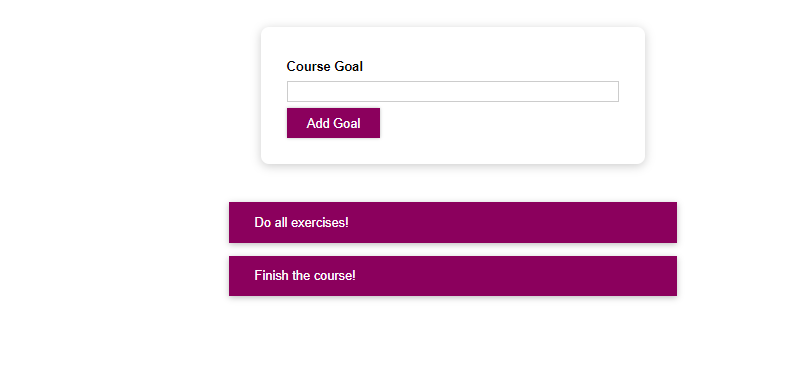 Course Goal
Add Goal
Do all exercises!
Finish the course!